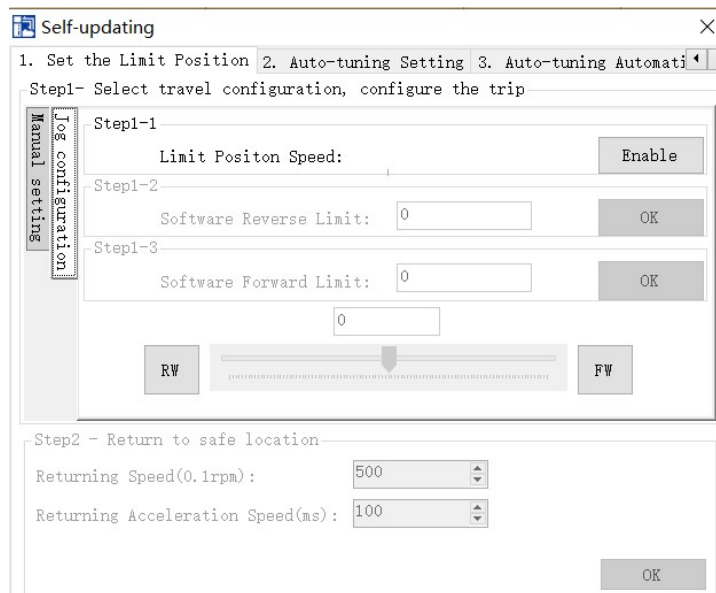 Self-updating
1. Set the Limit Position 2. Auto-tuning Setting 3. Auto-tuning Automati
Step1- Select travel configuration, configure the trip
Manual setting
Jog configuration
Step1-1
Limit Positon Speed: Enable
Step1-2
Software Reverse Limit: 0 OK
Step1-3
Software Forward Limit: 0 OK
0
RW FW
Step2 - Return to safe location
Returning Speed(0.1rpm): 500
Returning Acceleration Speed(ms): 100
OK